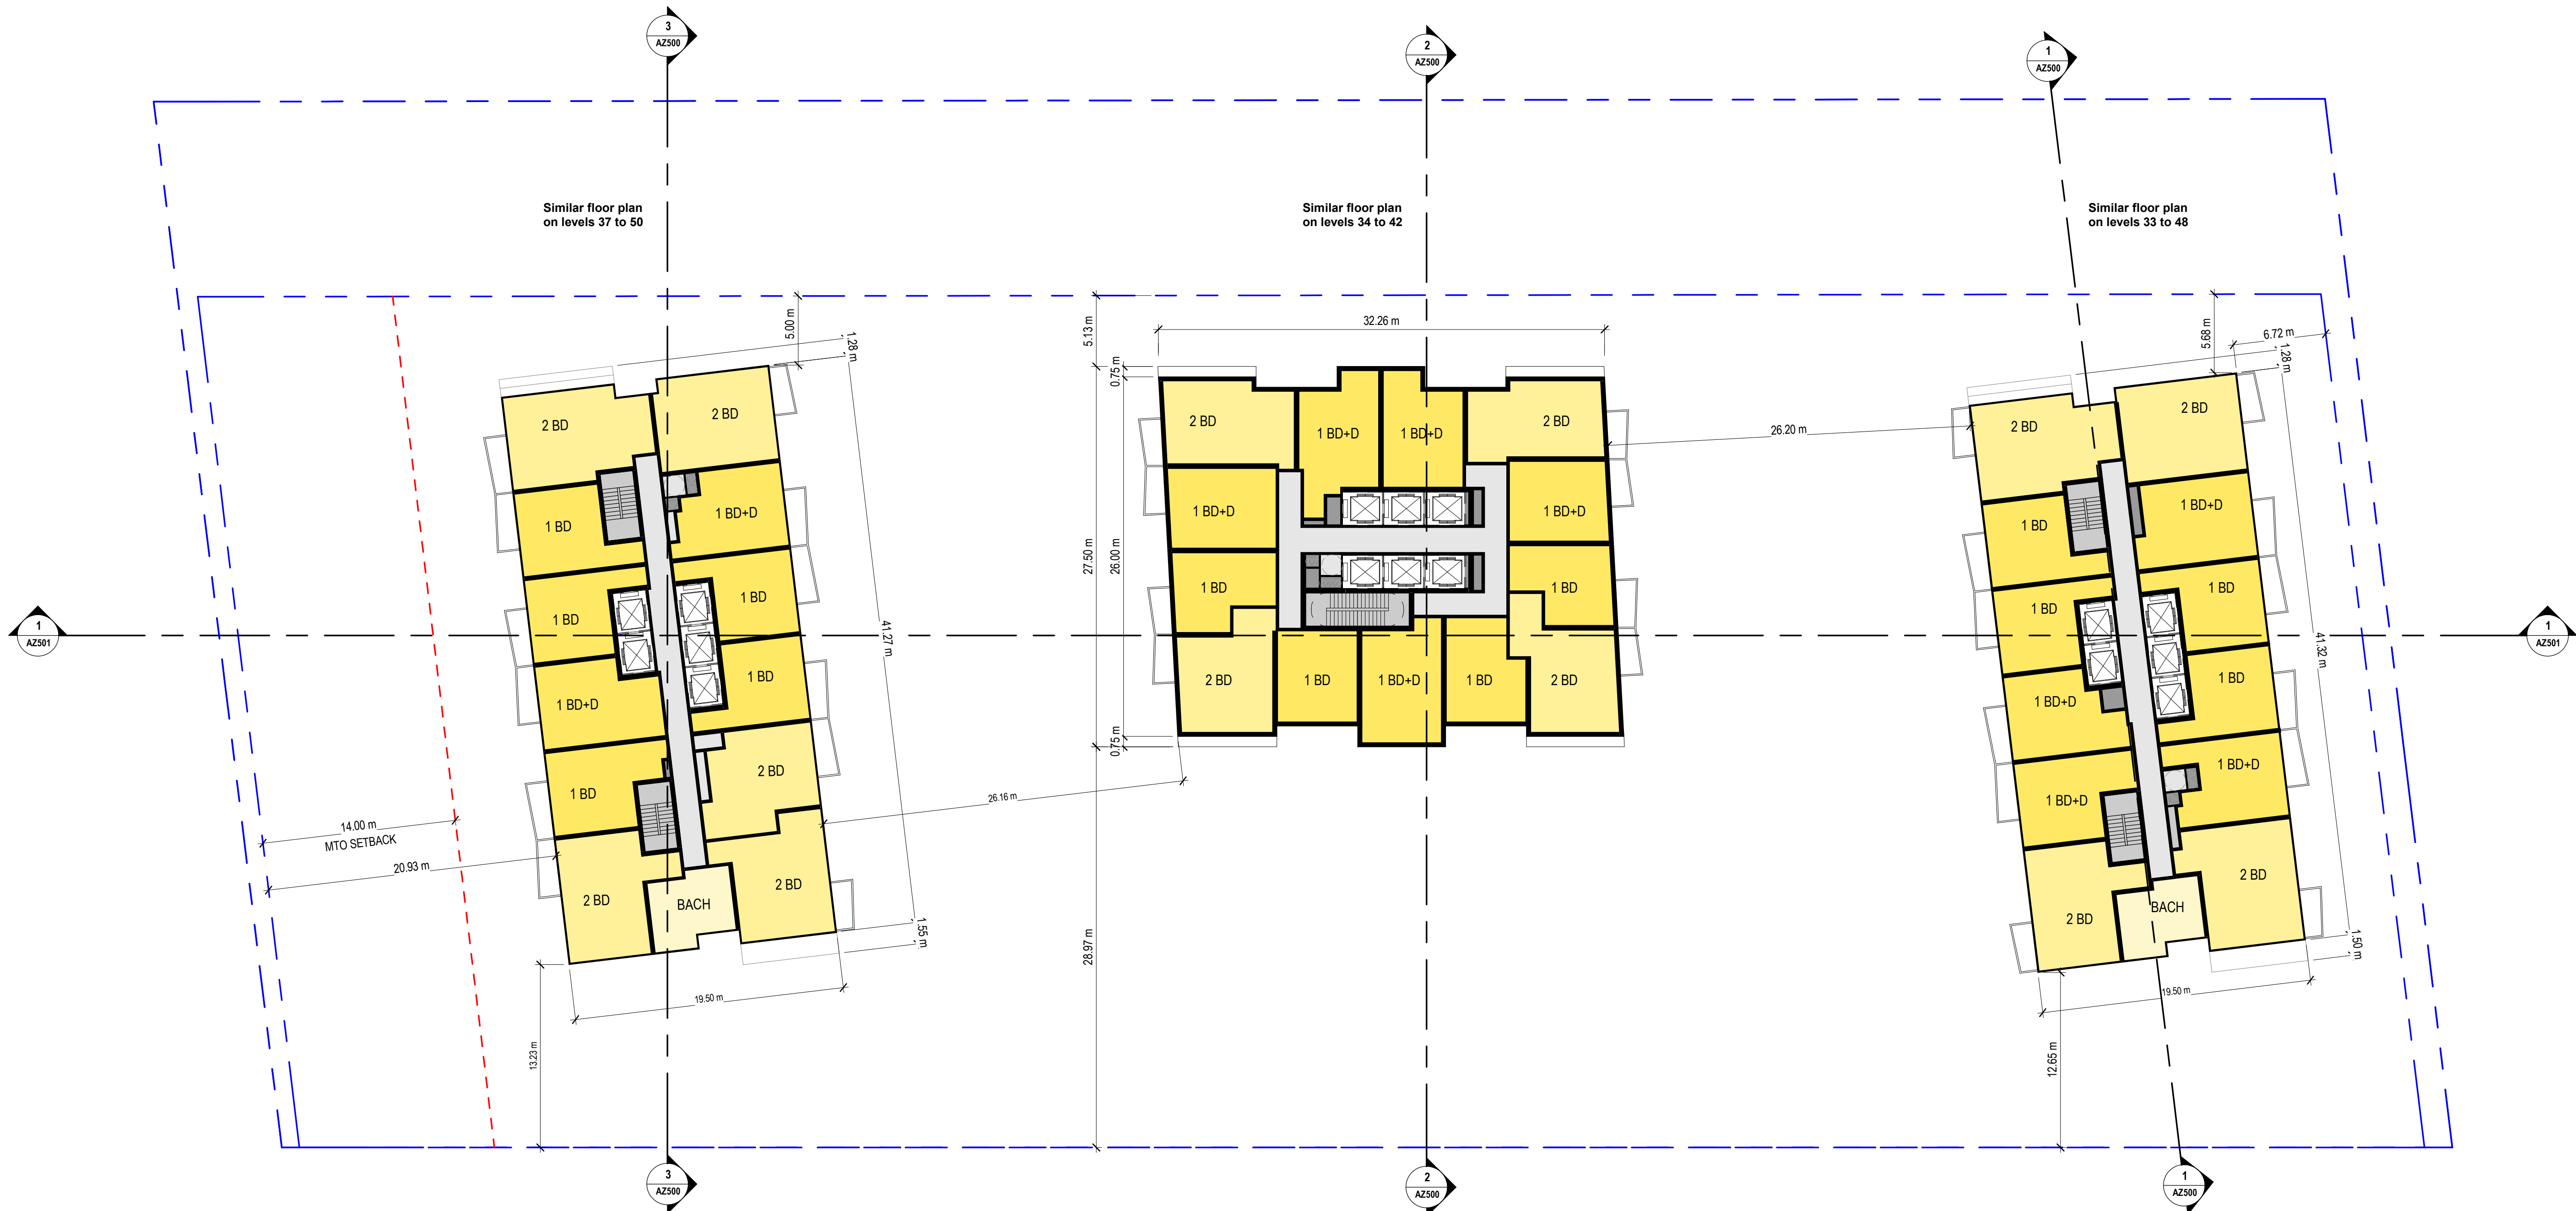 3
AZ500
2
AZ500
1
AZ500
Similar floor plan
on levels 37 to 50
Similar floor plan
on levels 34 to 42
Similar floor plan
on levels 33 to 48
5.00 m
1.28 m
5.13 m
32.26 m
0.75 m
5.68 m
6.72 m
1.28 m
2 BD
2 BD
1 BD
1 BD+D
1 BD
1 BD
1 BD+D
1 BD
1 BD
2 BD
2 BD
2 BD
BACH
41.27 m
1.55 m
19.50 m
13.23 m
14.00 m
MTO SETBACK
20.93 m
26.16 m
27.50 m
26.00 m
0.75 m
28.97 m
2 BD
1 BD+D
1 BD+D
2 BD
1 BD+D
1 BD+D
1 BD
1 BD
2 BD
1 BD
1 BD+D
1 BD
2 BD
26.20 m
2 BD
2 BD
1 BD
1 BD+D
1 BD
1 BD
1 BD+D
1 BD
1 BD+D
1 BD+D
2 BD
2 BD
BACH
41.32 m
1.50 m
19.50 m
12.65 m
1
AZ501
1
AZ501
3
AZ500
2
AZ500
1
AZ500